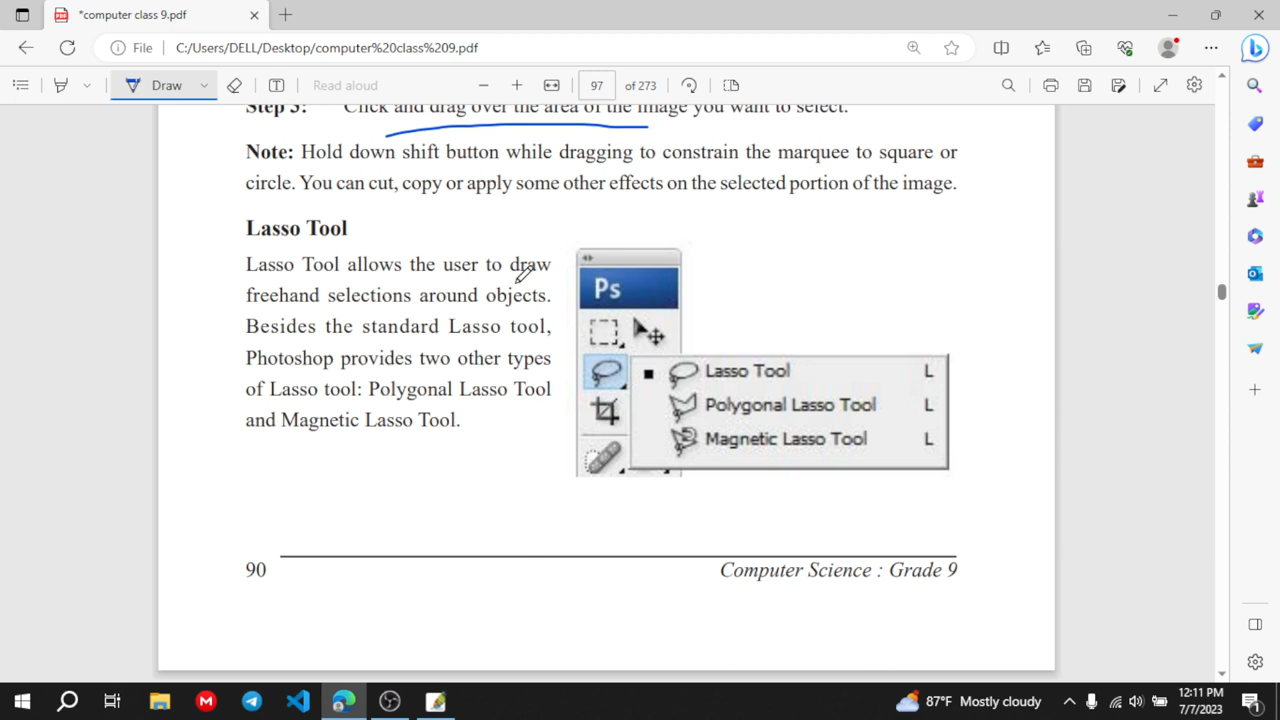 *computer class 9.pdf
File C:/Users/DELL/Desktop/computer%20class%209.pdf
Draw Read aloud 97 of 273
Step 3: Click and drag over the area of the image you want to select.
Note: Hold down shift button while dragging to constrain the marquee to square or
circle. You can cut, copy or apply some other effects on the selected portion of the image.
Lasso Tool
Lasso Tool allows the user to draw
freehand selections around objects.
Besides the standard Lasso tool,
Photoshop provides two other types
of Lasso tool: Polygonal Lasso Tool
and Magnetic Lasso Tool.
Ps
Lasso Tool L
Polygonal Lasso Tool L
Magnetic Lasso Tool L
90 Computer Science : Grade 9
87°F Mostly cloudy
12:11 PM
7/7/2023